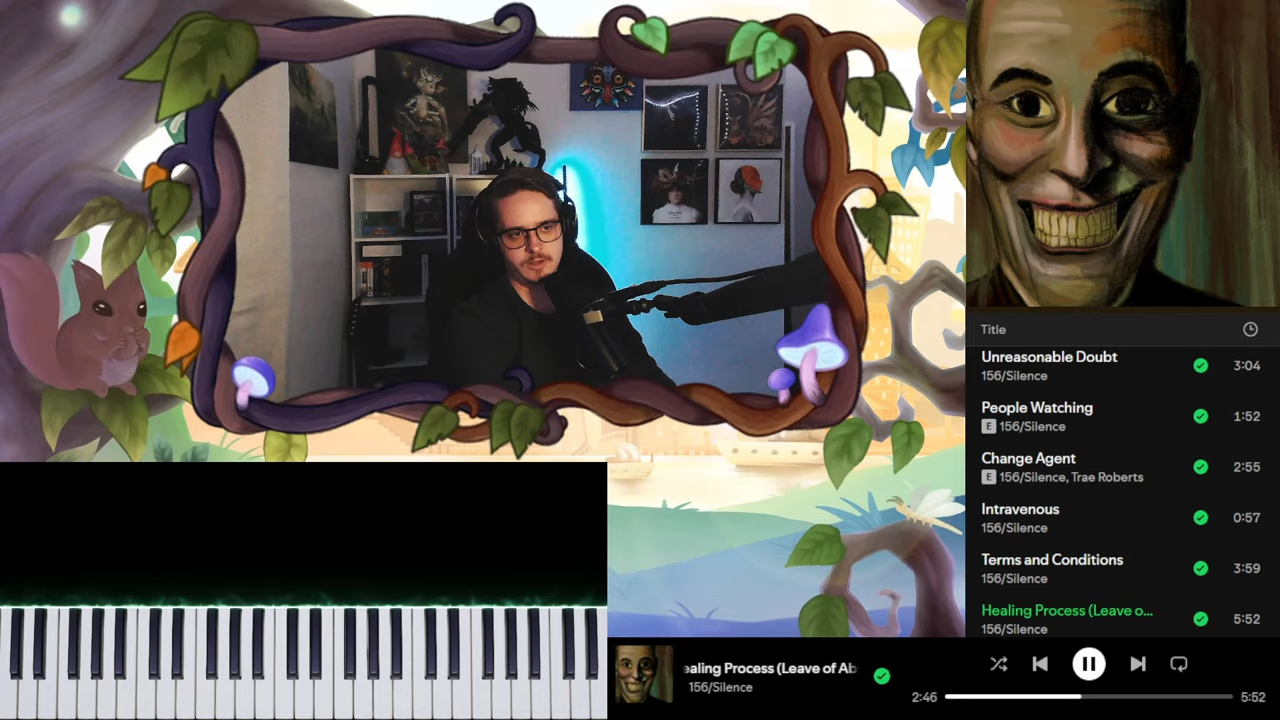 Title
Unreasonable Doubt
156/Silence
3:04
People Watching
E 156/Silence
1:52
Change Agent
E 156/Silence, Trae Roberts
2:55
Intravenous
156/Silence
0:57
Terms and Conditions
156/Silence
3:59
Healing Process (Leave o...
156/Silence
5:52
ealing Process (Leave of Ab
156/Silence
2:46
5:52